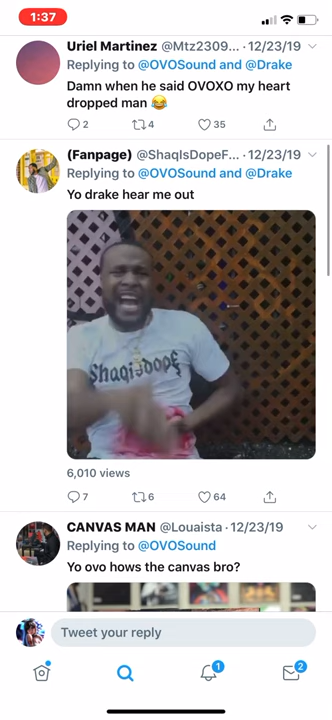 1:37
Uriel Martinez @Mtz2309... · 12/23/19
Replying to @OVOSound and @Drake
Damn when he said OVOXO my heart
dropped man 😂
2 4 35
(Fanpage) @ShaqIsDopeF... · 12/23/19
Replying to @OVOSound and @Drake
Yo drake hear me out
Shaqisdope
6,010 views
7 6 64
CANVAS MAN @Louaista · 12/23/19
Replying to @OVOSound
Yo ovo hows the canvas bro?
Tweet your reply
1 2